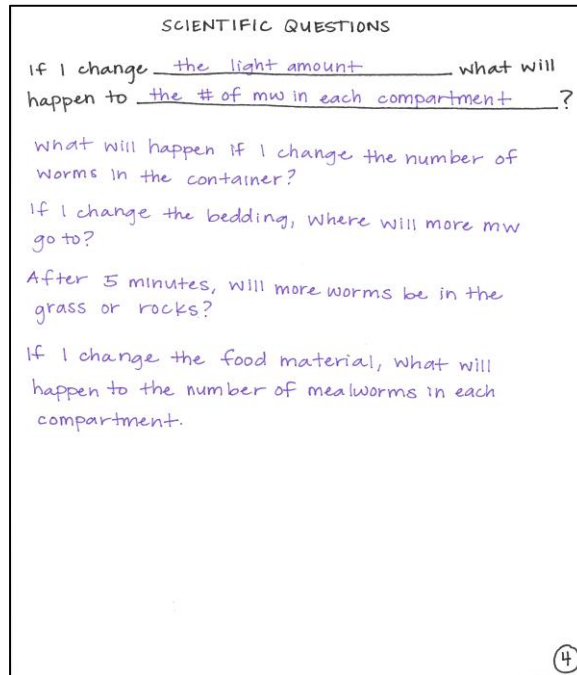 SCIENTIFIC QUESTIONS
If I change the light amount what will
happen to the # of mw in each compartment ?
What will happen if I change the number of
worms in the container?
If I change the bedding, where will more mw
go to?
After 5 minutes, will more worms be in the
grass or rocks?
If I change the food material, what will
happen to the number of mealworms in each
compartment.
4